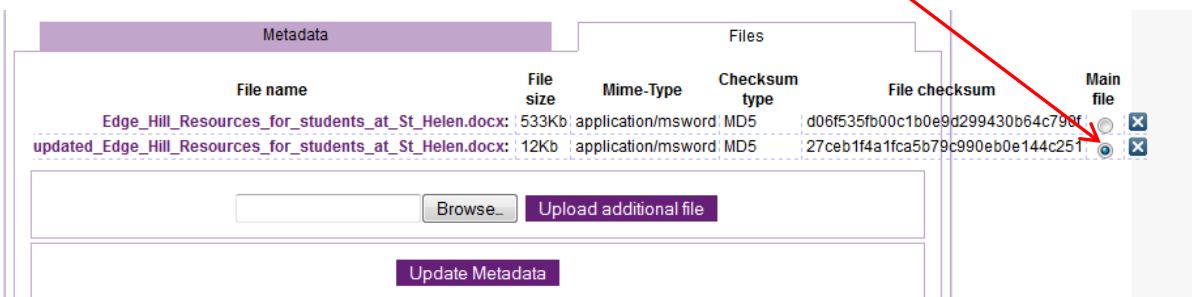 Metadata Files
File name File size Mime-Type Checksum type File checksum Main file
Edge_Hill_Resources_for_students_at_St_Helen.docx: 533Kb application/msword MD5 d06f535fb00c1b0e9d299430b64c790f
updated_Edge_Hill_Resources_for_students_at_St_Helen.docx: 12Kb application/msword MD5 27ceb1f4a1fca5b79c990eb0e144c251
Browse... Upload additional file
Update Metadata